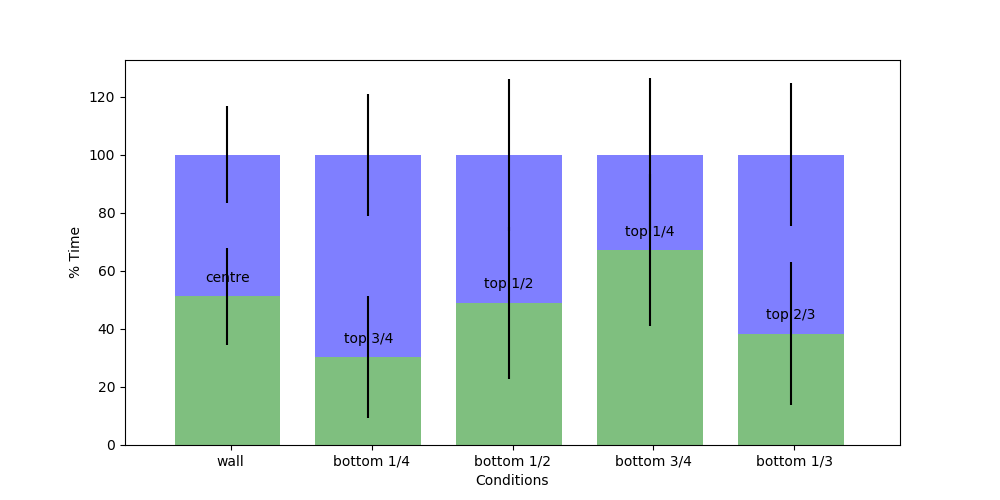 120
100
80
60
40
20
0
% Time
centre
top 3/4
top 1/2
top 1/4
top 2/3
wall
bottom 1/4
bottom 1/2
bottom 3/4
bottom 1/3
Conditions